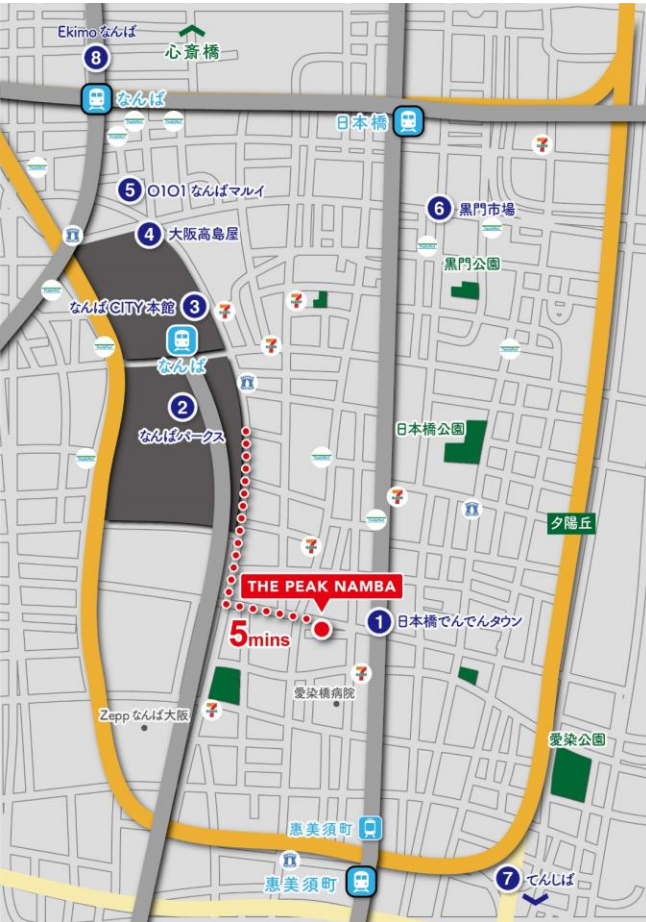 Ekimo なんば
8
心斎橋
なんば
日本橋
5
0101 なんばマルイ
6
黒門市場
4
大阪高島屋
黒門公園
なんばCITY本館
3
なんば
2
なんばパークス
日本橋公園
夕陽丘
THE PEAK NAMBA
5mins
1
日本橋でんでんタウン
愛染橋病院
Zepp なんば大阪
愛染公園
恵美須町
恵美須町
7
てんしば